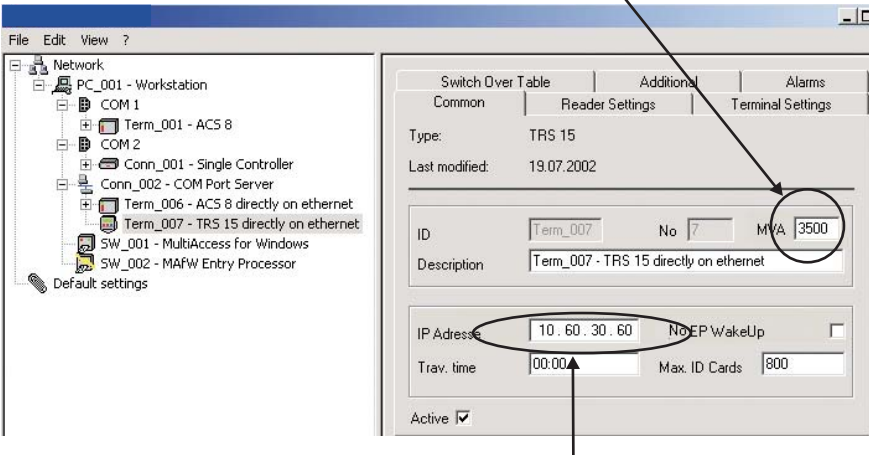 File Edit View ?
Network
PC_001 - Workstation
COM 1
Term_001 - ACS 8
COM 2
Conn_001 - Single Controller
Conn_002 - COM Port Server
Term_006 - ACS 8 directly on ethernet
Term_007 - TRS 15 directly on ethernet
SW_001 - MultiAccess for Windows
SW_002 - MAfW Entry Processor
Default settings
Switch Over Table Additional Alarms
Common Reader Settings Terminal Settings
Type: TRS 15
Last modified: 19.07.2002
ID Term_007 No 7 MVA 3500
Description Term_007 - TRS 15 directly on ethernet
IP Adresse 10 . 60 . 30 . 60 No EP WakeUp
Trav. time 00:00 Max. ID Cards 800
Active